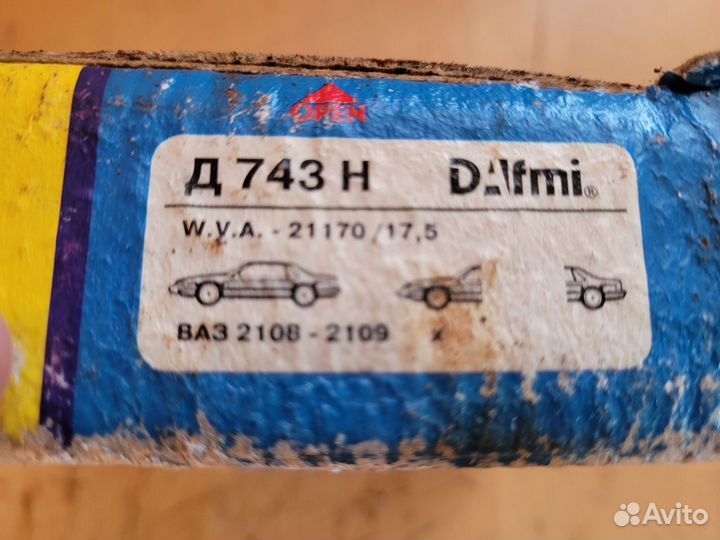 OPEN
Д 743 Н DAfmi®
W.V.A. - 21170 / 17,5
ВАЗ 2108 - 2109 x
Avito